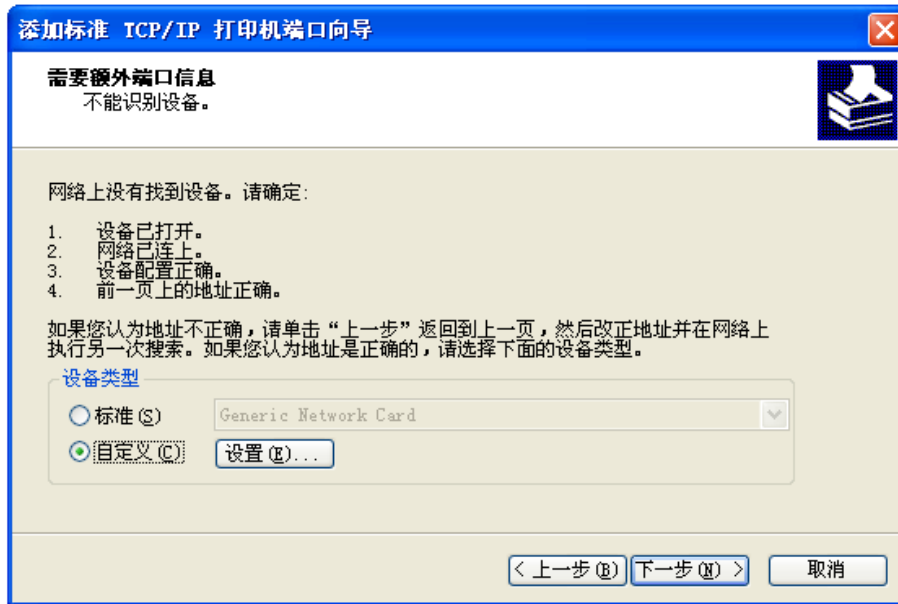 添加标准 TCP/IP 打印机端口向导
需要额外端口信息
不能识别设备。
网络上没有找到设备。请确定:
1. 设备已打开。
2. 网络已连上。
3. 设备配置正确。
4. 前一页上的地址正确。
如果您认为地址不正确，请单击“上一步”返回到上一页，然后改正地址并在网络上
执行另一次搜索。如果您认为地址是正确的，请选择下面的设备类型。
设备类型
标准(S) Generic Network Card
自定义(C) 设置(E)...
< 上一步(B) 下一步(N) > 取消